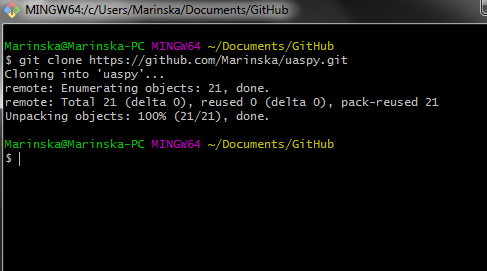 MINGW64:/c/Users/Marinska/Documents/GitHub
Marinska@Marinska-PC MINGW64 ~/Documents/GitHub
$ git clone https://github.com/Marinska/uaspy.git
Cloning into 'uaspy'...
remote: Enumerating objects: 21, done.
remote: Total 21 (delta 0), reused 0 (delta 0), pack-reused 21
Unpacking objects: 100% (21/21), done.
Marinska@Marinska-PC MINGW64 ~/Documents/GitHub
$